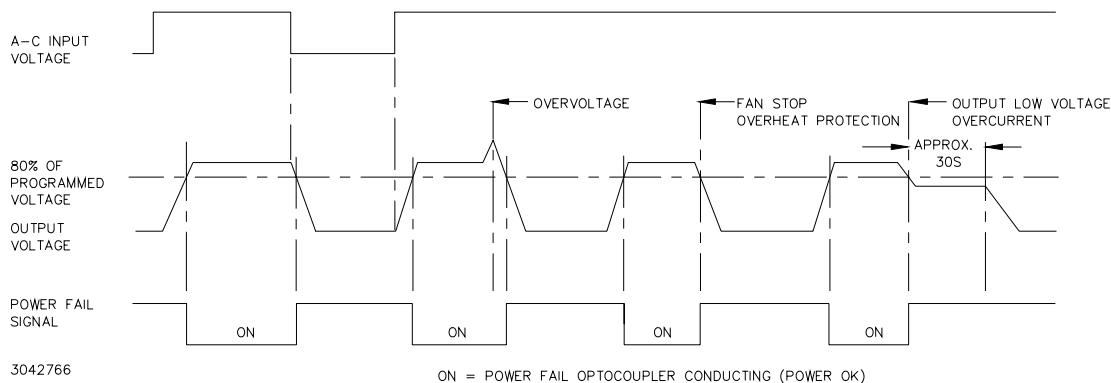 A-C INPUT
VOLTAGE
OVERVOLTAGE
FAN STOP
OVERHEAT PROTECTION
OUTPUT LOW VOLTAGE
OVERCURRENT
APPROX.
30S
80% OF
PROGRAMMED
VOLTAGE
OUTPUT
VOLTAGE
POWER FAIL
SIGNAL
ON
ON
ON
ON
3042766
ON = POWER FAIL OPTOCOUPLER CONDUCTING (POWER OK)